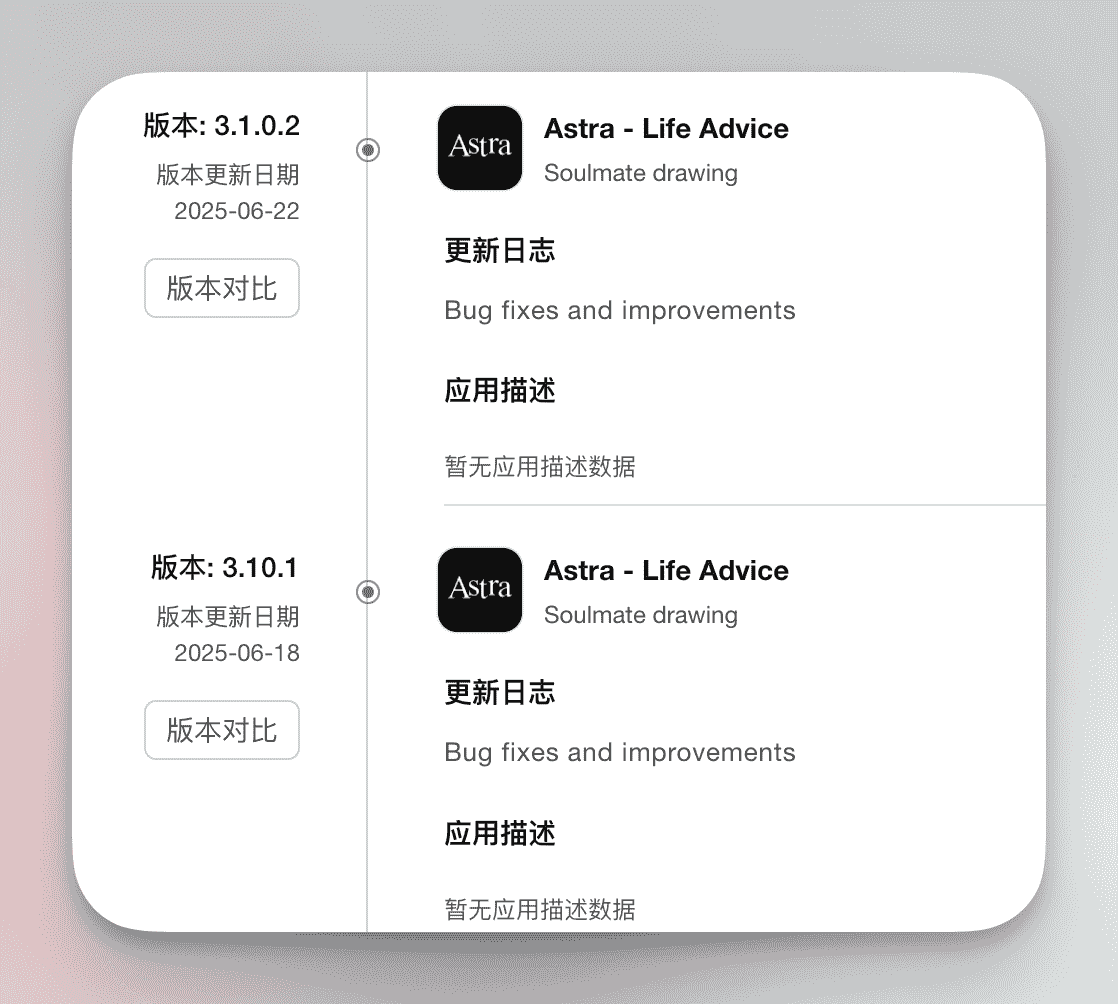 版本: 3.1.0.2
版本更新日期
2025-06-22
版本对比
Astra
Astra - Life Advice
Soulmate drawing
更新日志
Bug fixes and improvements
应用描述
暂无应用描述数据
版本: 3.10.1
版本更新日期
2025-06-18
版本对比
Astra
Astra - Life Advice
Soulmate drawing
更新日志
Bug fixes and improvements
应用描述
暂无应用描述数据